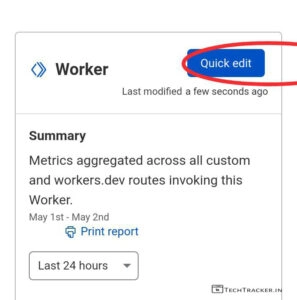 Worker
Quick edit
Last modified a few seconds ago
Summary
Metrics aggregated across all custom
and workers.dev routes invoking this
Worker.
May 1st - May 2nd
Print report
Last 24 hours
TechTracker.in